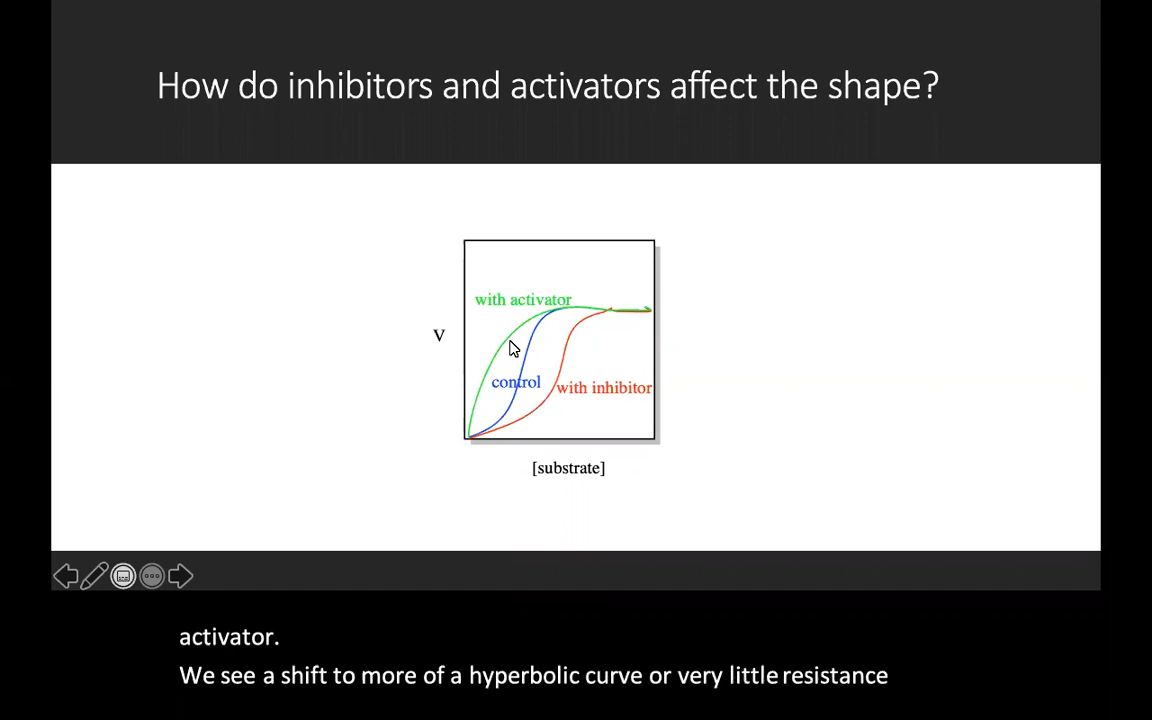 How do inhibitors and activators affect the shape?
with activator
V
control
with inhibitor
[substrate]
activator.
We see a shift to more of a hyperbolic curve or very little resistance